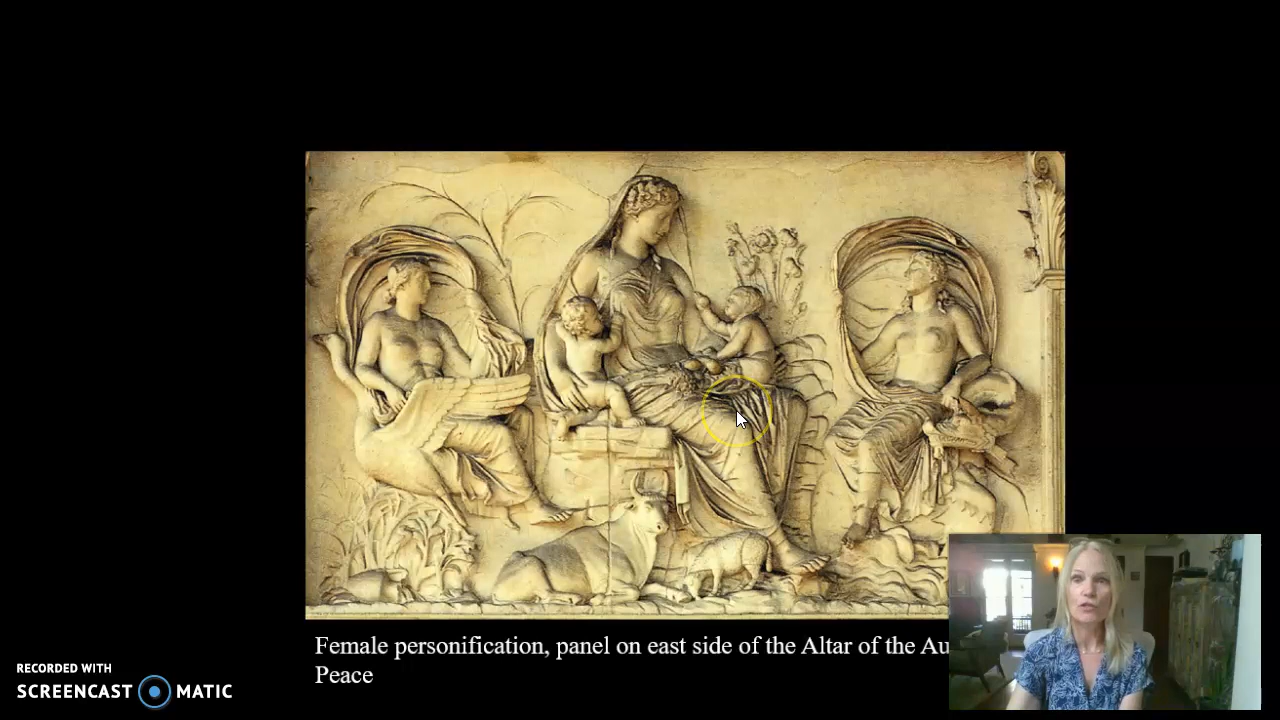 Female personification, panel on east side of the Altar of the
Peace
RECORDED WITH
SCREENCAST MATIC